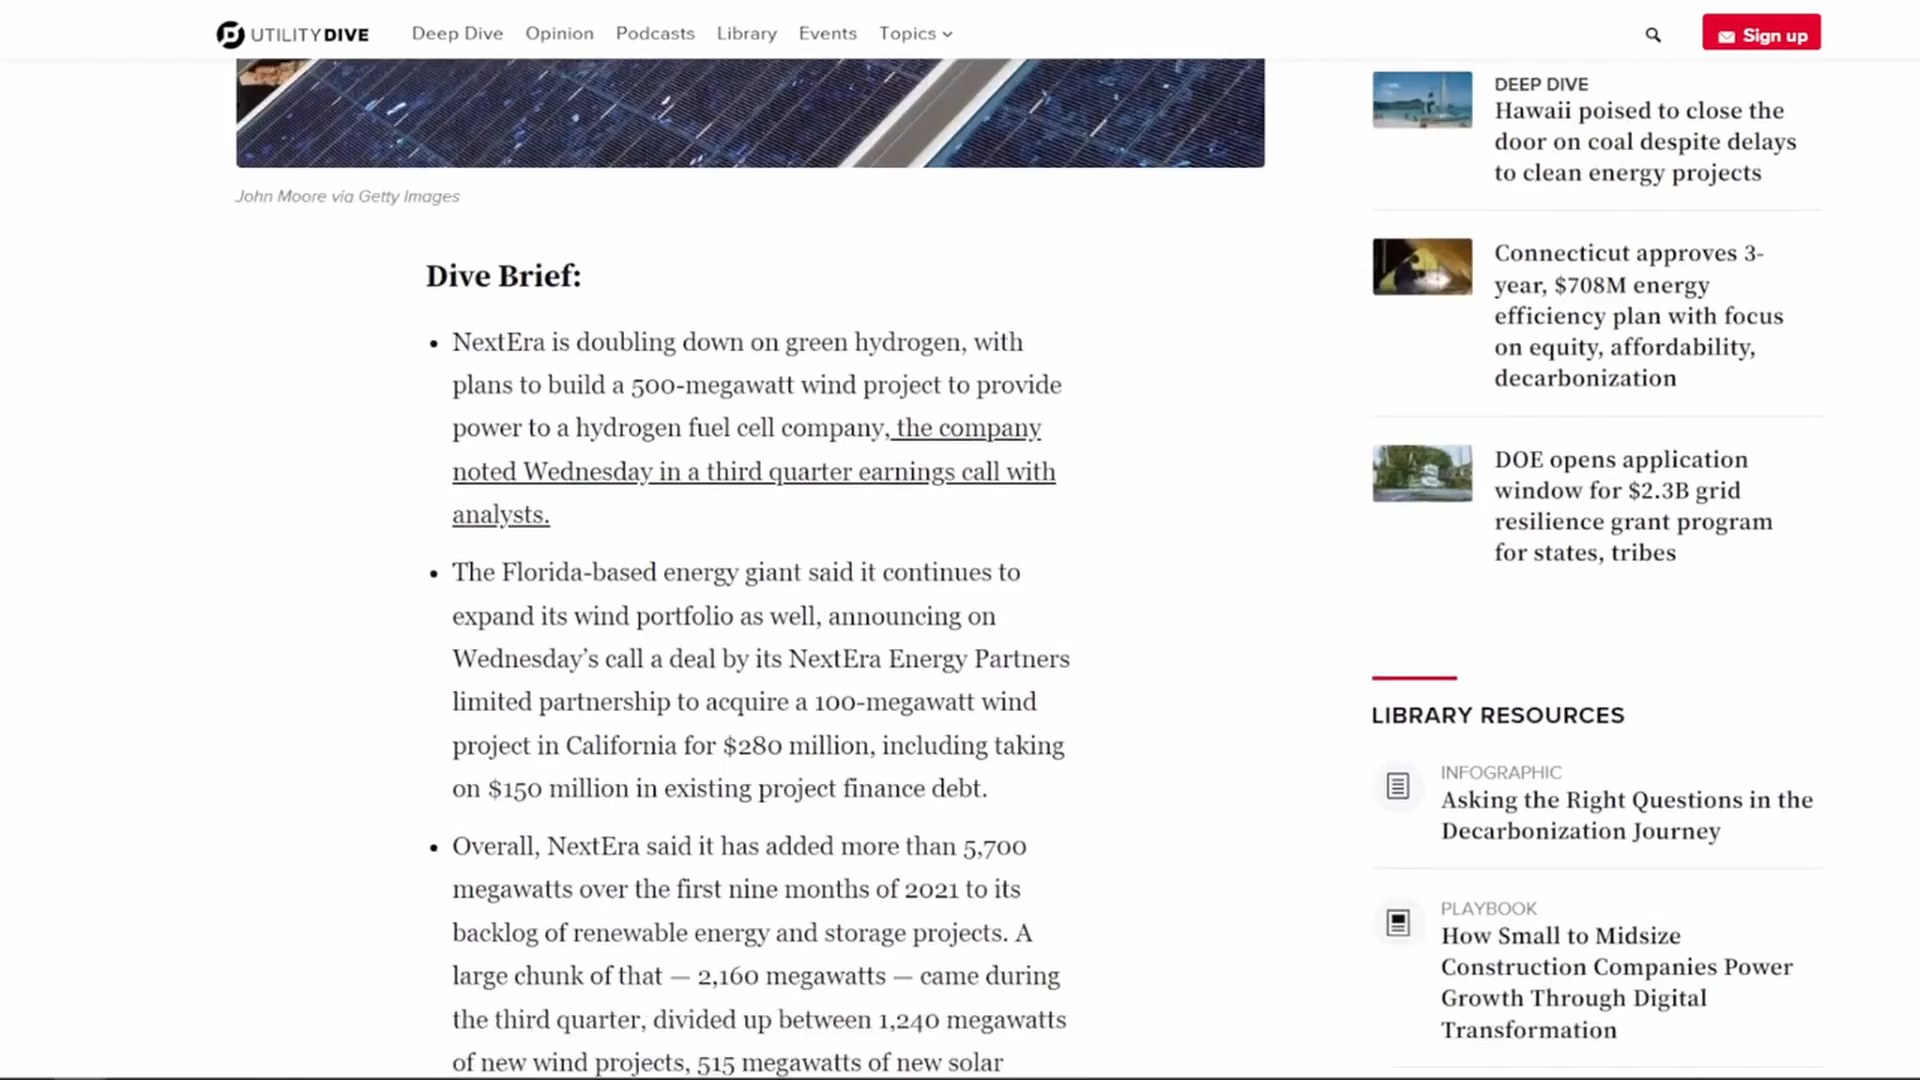 UTILITY DIVE
Deep Dive Opinion Podcasts Library Events Topics
Sign up
John Moore via Getty Images
Dive Brief:
• NextEra is doubling down on green hydrogen, with
plans to build a 500-megawatt wind project to provide
power to a hydrogen fuel cell company, the company
noted Wednesday in a third quarter earnings call with
analysts.
• The Florida-based energy giant said it continues to
expand its wind portfolio as well, announcing on
Wednesday’s call a deal by its NextEra Energy Partners
limited partnership to acquire a 100-megawatt wind
project in California for $280 million, including taking
on $150 million in existing project finance debt.
• Overall, NextEra said it has added more than 5,700
megawatts over the first nine months of 2021 to its
backlog of renewable energy and storage projects. A
large chunk of that — 2,160 megawatts — came during
the third quarter, divided up between 1,240 megawatts
of new wind projects, 515 megawatts of new solar
DEEP DIVE
Hawaii poised to close the
door on coal despite delays
to clean energy projects
Connecticut approves 3-
year, $708M energy
efficiency plan with focus
on equity, affordability,
decarbonization
DOE opens application
window for $2.3B grid
resilience grant program
for states, tribes
LIBRARY RESOURCES
INFOGRAPHIC
Asking the Right Questions in the
Decarbonization Journey
PLAYBOOK
How Small to Midsize
Construction Companies Power
Growth Through Digital
Transformation